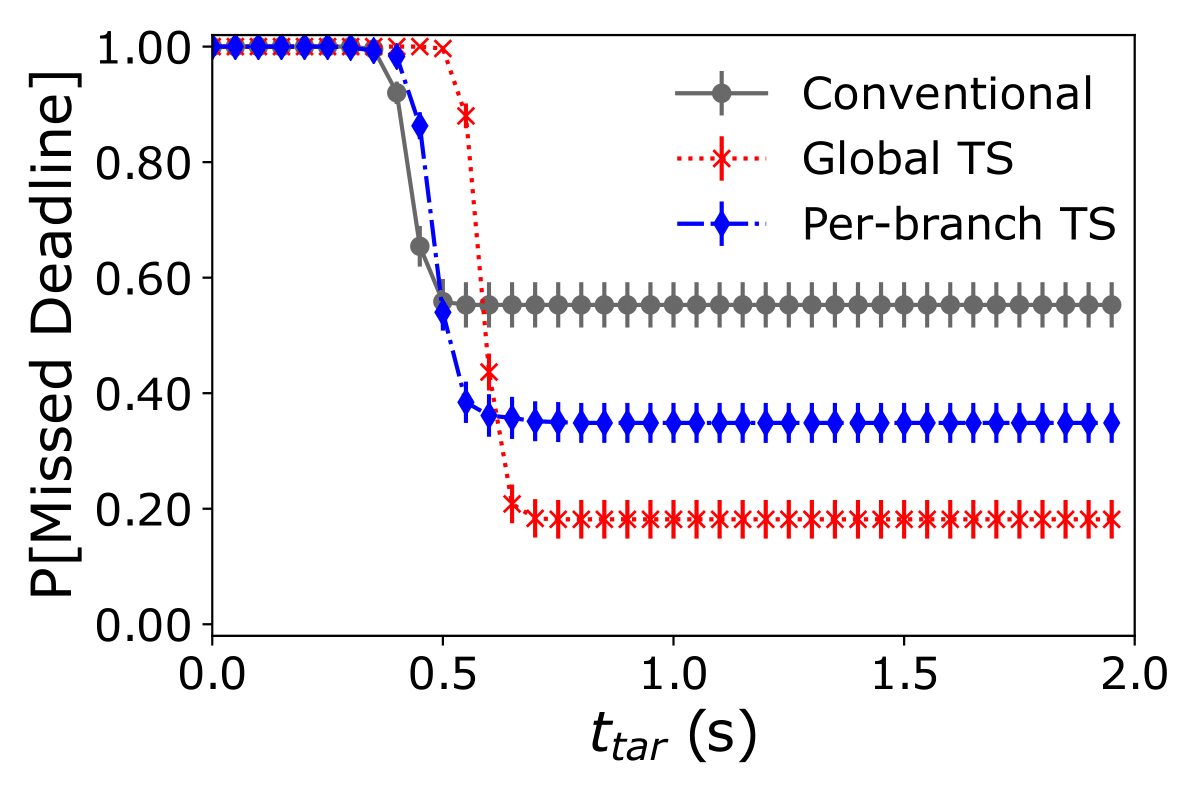 1.00
0.80
0.60
0.40
0.20
0.00
P[Missed Deadline]
Conventional
Global TS
Per-branch TS
0.0 0.5 1.0 1.5 2.0
t_tar (s)